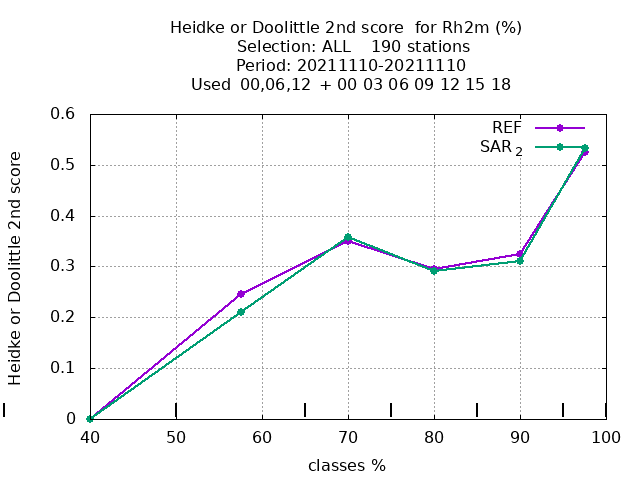 Heidke or Doolittle 2nd score  for Rh2m (%)
Selection: ALL    190 stations
Period: 20211110-20211110
Used  00,06,12  + 00 03 06 09 12 15 18
REF
SAR 2
0.6
0.5
0.4
0.3
0.2
0.1
0
Heidke or Doolittle 2nd score
40 50 60 70 80 90 100
classes %